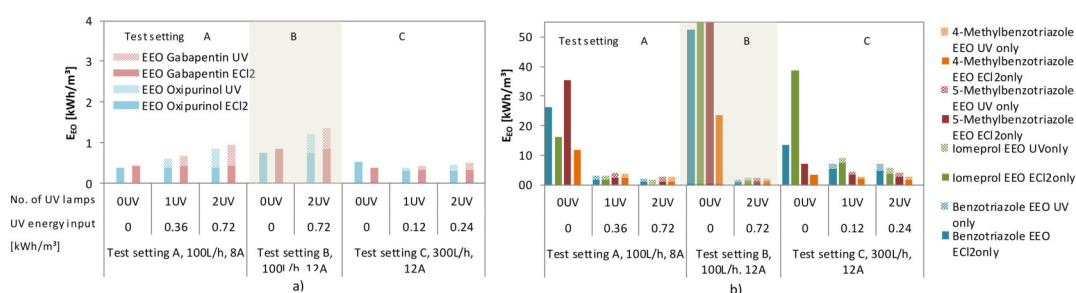 4
3
2
1
0
E_EO [kWh/m³]
Test setting A B C
EEO Gabapentin UV
EEO Gabapentin ECl2
EEO Oxipurinol UV
EEO Oxipurinol ECl2
No. of UV lamps 0UV 1UV 2UV 0UV 2UV 0UV 1UV 2UV
UV energy input 0 0.36 0.72 0 0.72 0 0.12 0.24
[kWh/m³]
Test setting A, 100L/h, 8A Test setting B, 100L/h, 12A Test setting C, 300L/h, 12A
a)
50
40
30
20
10
00
E_EO [kWh/m³]
Test setting A B C
0UV 1UV 2UV 0UV 2UV 0UV 1UV 2UV
0 0.36 0.72 0 0.72 0 0.12 0.24
Test setting A, 100L/h, 8A Test setting B, 100L/h, 12A Test setting C, 300L/h, 12A
b)
4-Methylbenzotriazole
EEO UV only
4-Methylbenzotriazole
EEO ECl2only
5-Methylbenzotriazole
EEO UV only
5-Methylbenzotriazole
EEO ECl2only
Iomeprol EEO UVonly
Iomeprol EEO ECl2only
Benzotriazole EEO UV
only
Benzotriazole EEO
ECl2only